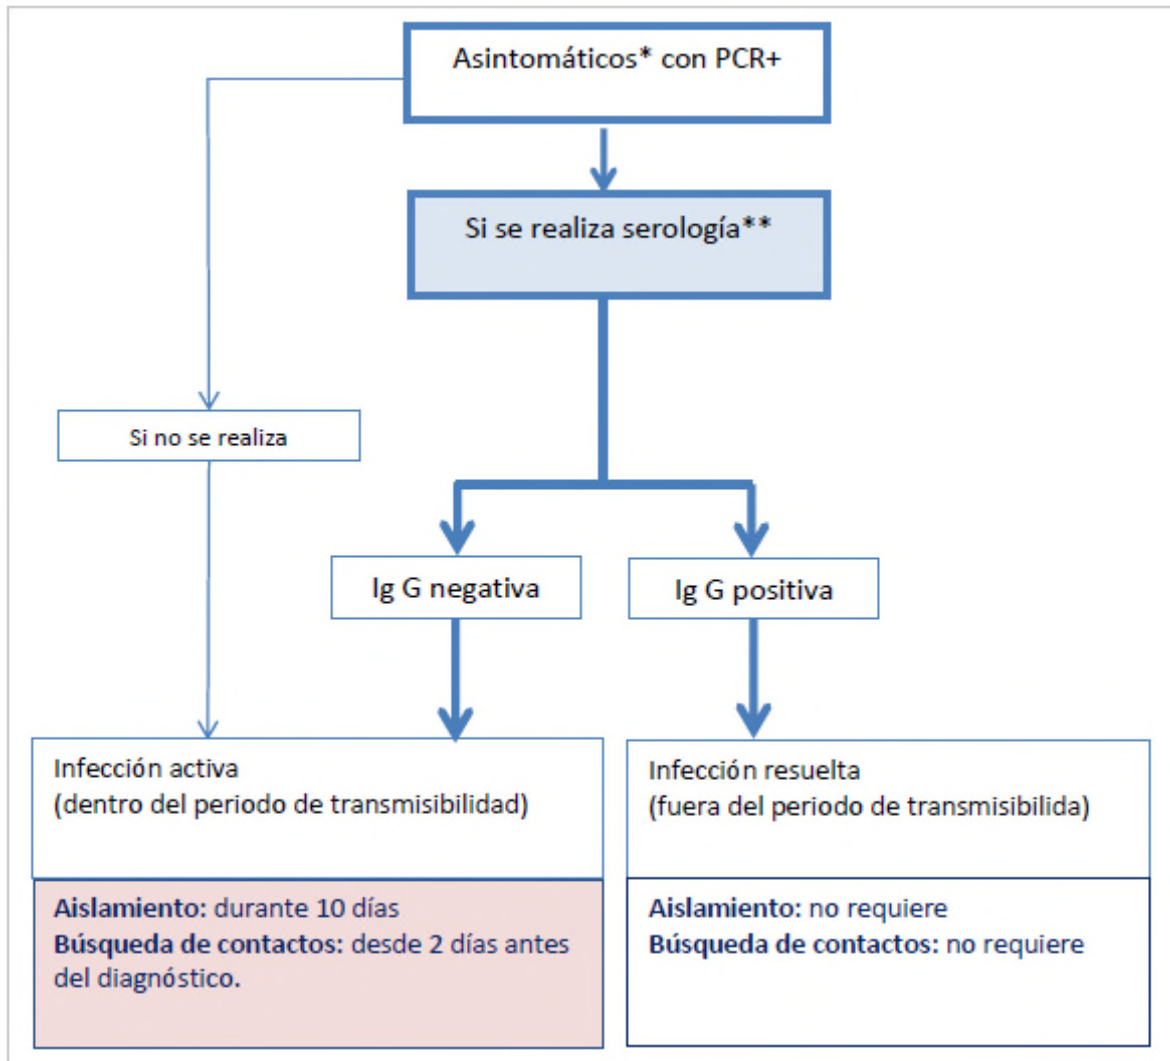 Asintomáticos* con PCR+
Si se realiza serología**
Si no se realiza
Ig G negativa
Ig G positiva
Infección activa
(dentro del periodo de transmisibilidad)
Aislamiento: durante 10 días
Búsqueda de contactos: desde 2 días antes
del diagnóstico.
Infección resuelta
(fuera del periodo de transmisibilida)
Aislamiento: no requiere
Búsqueda de contactos: no requiere